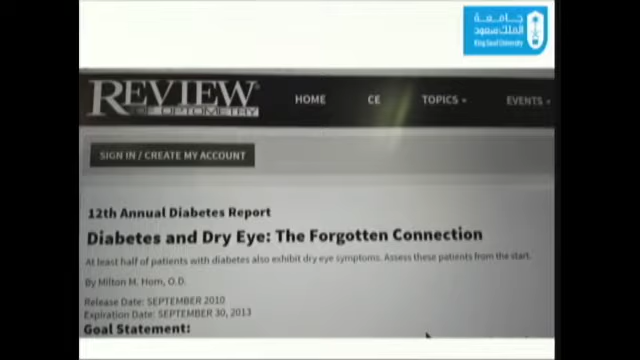 جامعة
الملك سعود
King Saud University
REVIEW
OF OPTOMETRY
HOME
CE
TOPICS
EVENTS
SIGN IN / CREATE MY ACCOUNT
12th Annual Diabetes Report
Diabetes and Dry Eye: The Forgotten Connection
At least half of patients with diabetes also exhibit dry eye symptoms. Assess these patients from the start.
By Milton M. Hom, O.D.
Release Date: SEPTEMBER 2010
Expiration Date: SEPTEMBER 30, 2013
Goal Statement: